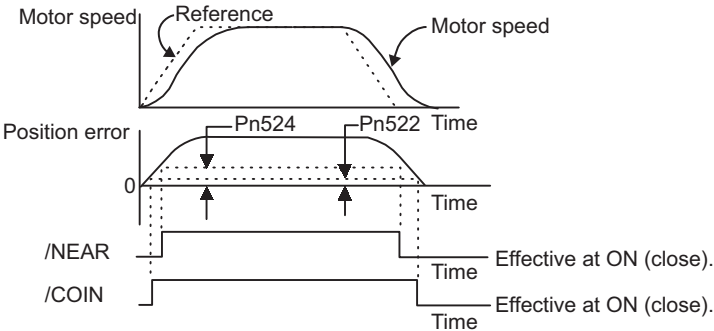 Motor speed
Reference
Motor speed
Time
Position error
Pn524
Pn522
0
Time
/NEAR
Effective at ON (close).
Time
/COIN
Effective at ON (close).
Time